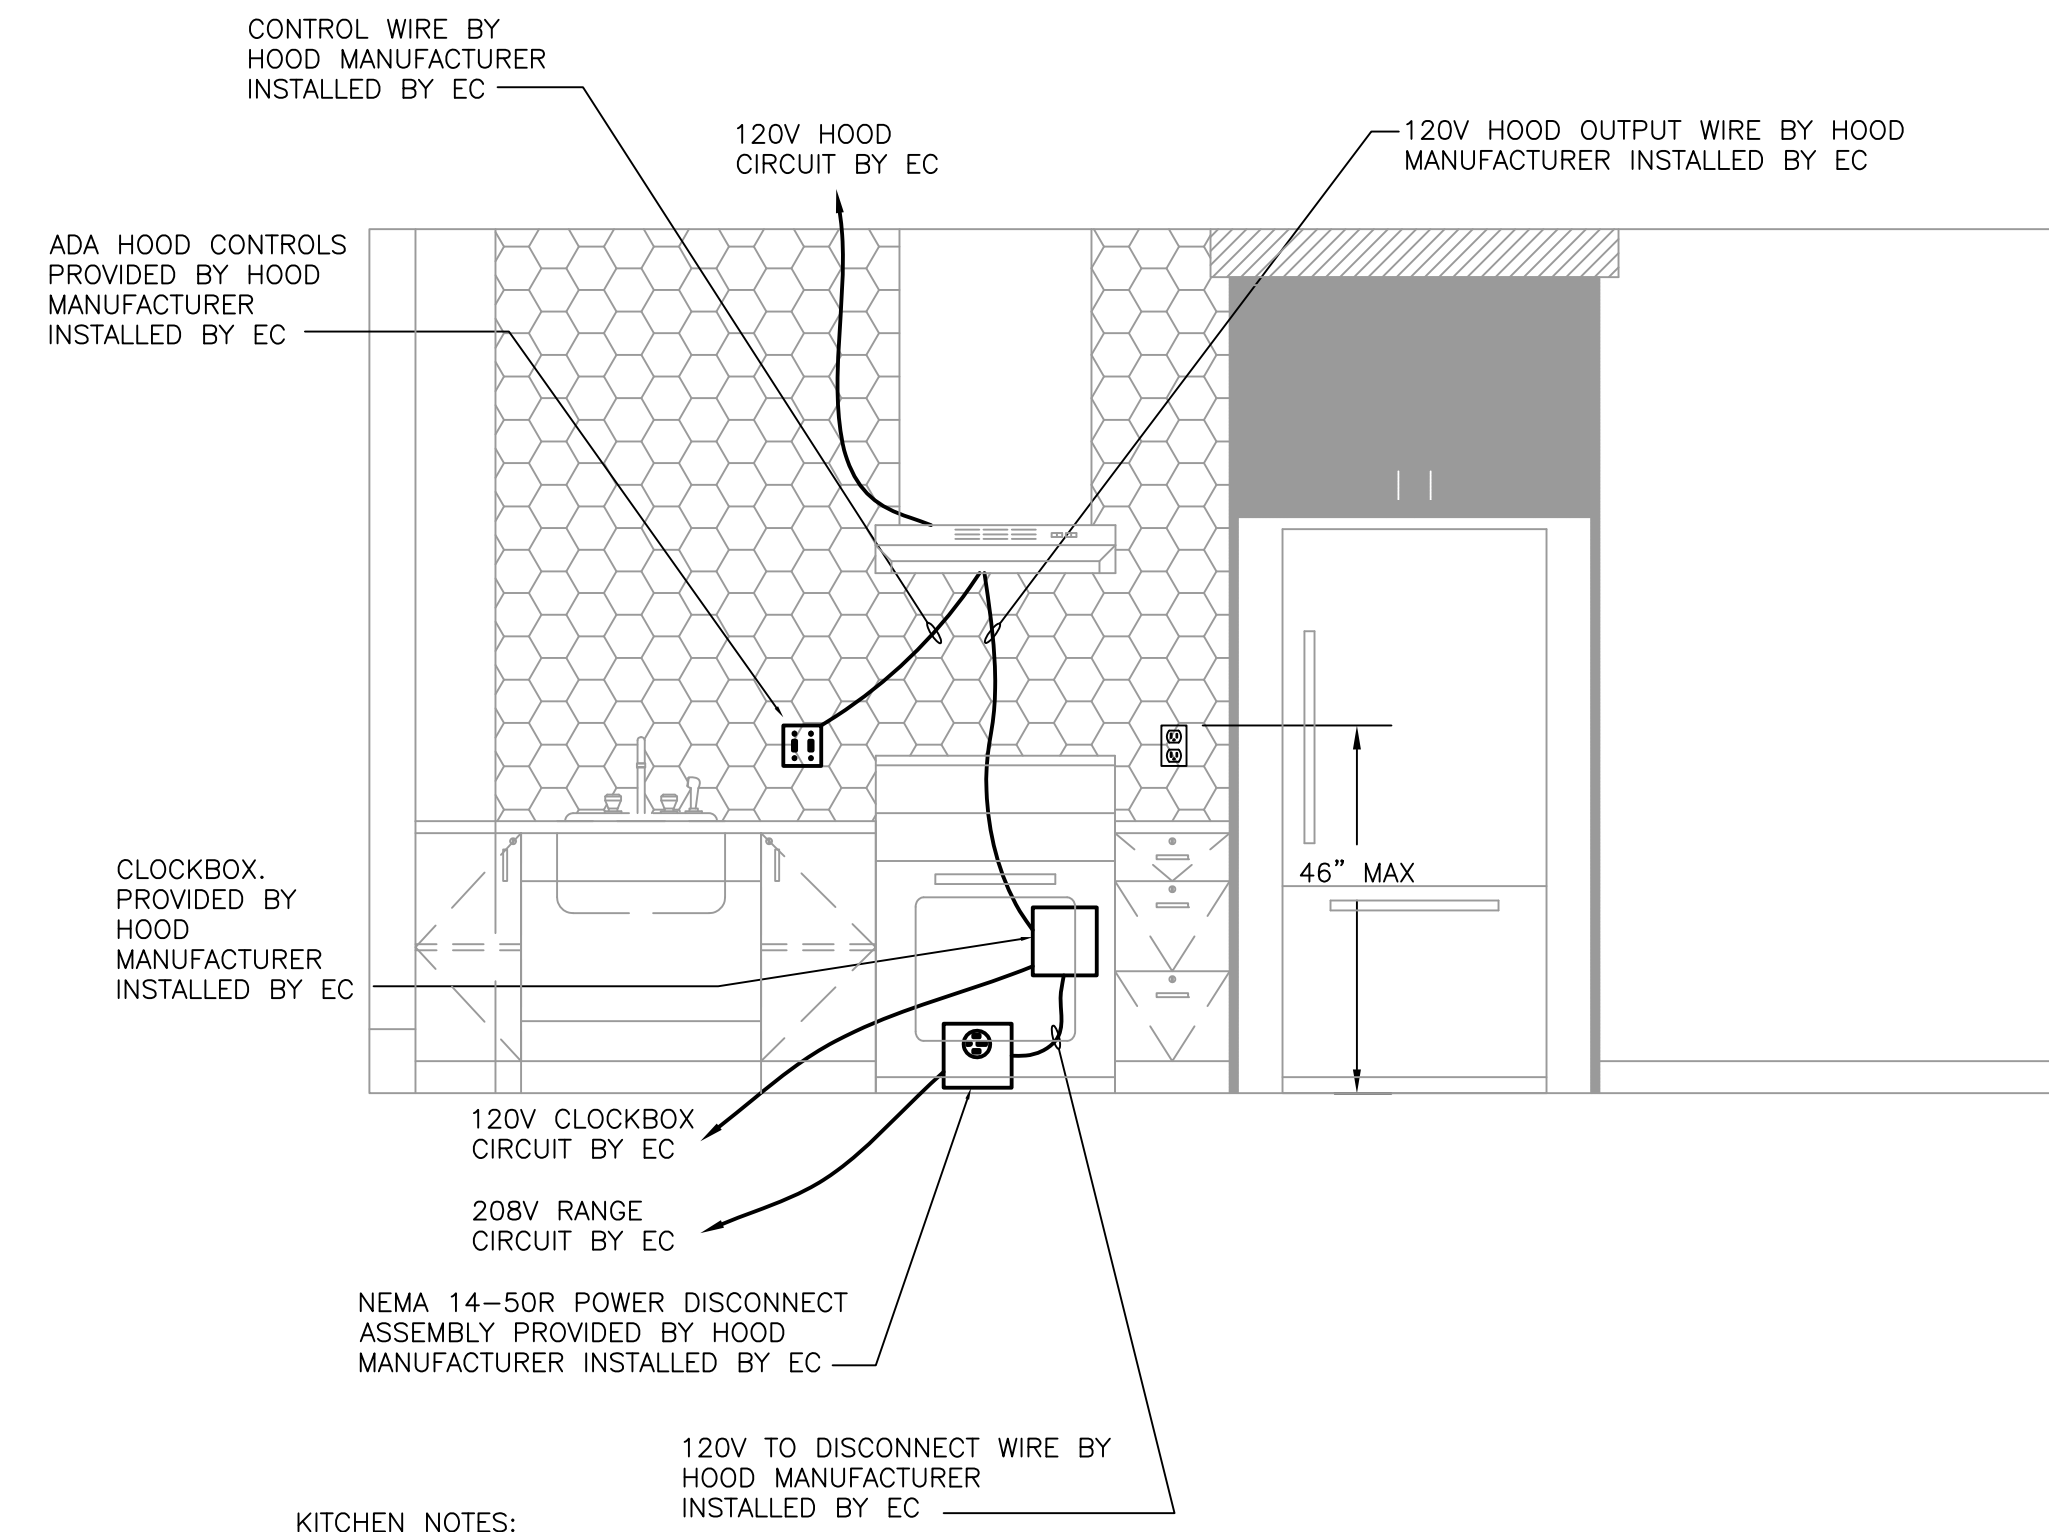 CONTROL WIRE BY
HOOD MANUFACTURER
INSTALLED BY EC
120V HOOD
CIRCUIT BY EC
120V HOOD OUTPUT WIRE BY HOOD
MANUFACTURER INSTALLED BY EC
ADA HOOD CONTROLS
PROVIDED BY HOOD
MANUFACTURER
INSTALLED BY EC
46" MAX
CLOCKBOX.
PROVIDED BY
HOOD
MANUFACTURER
INSTALLED BY EC
120V CLOCKBOX
CIRCUIT BY EC
208V RANGE
CIRCUIT BY EC
NEMA 14-50R POWER DISCONNECT
ASSEMBLY PROVIDED BY HOOD
MANUFACTURER INSTALLED BY EC
120V TO DISCONNECT WIRE BY
HOOD MANUFACTURER
INSTALLED BY EC
KITCHEN NOTES: